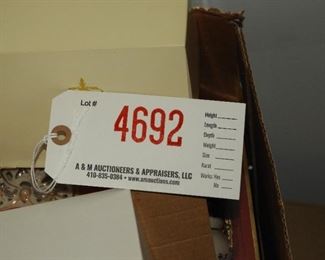 Lot #
4692
A & M AUCTIONEERS & APPRAISERS, LLC
410-835-0384 • www.amauctions.com
Height
Length
Depth
Weight
Size
Karat
Works: Yes
No